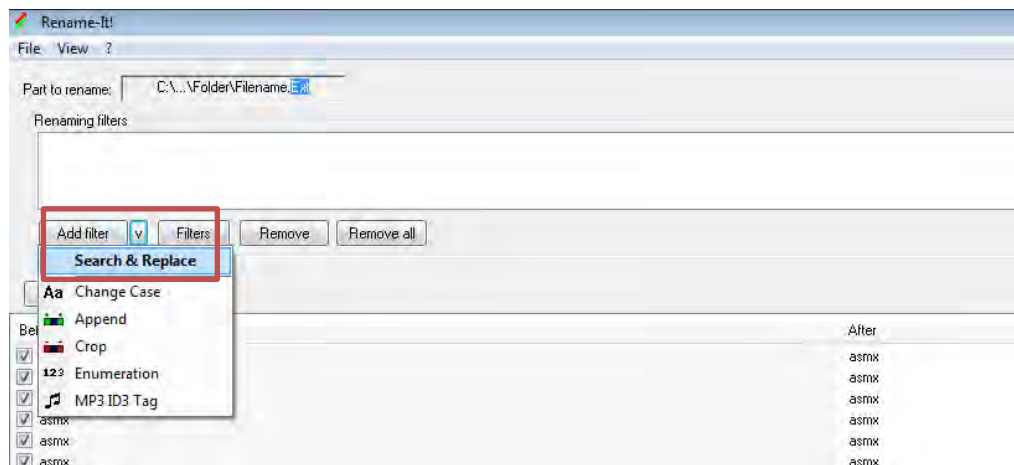 Rename-It!
File View ?
Part to rename: C:\...\Folder\Filename.Ext
Renaming filters
Add filter v Filters Remove Remove all
Search & Replace
Aa Change Case
Append
Crop
123 Enumeration
MP3 ID3 Tag
After
asmx
asmx
asmx
asmx asmx
asmx asmx
asmx asmx